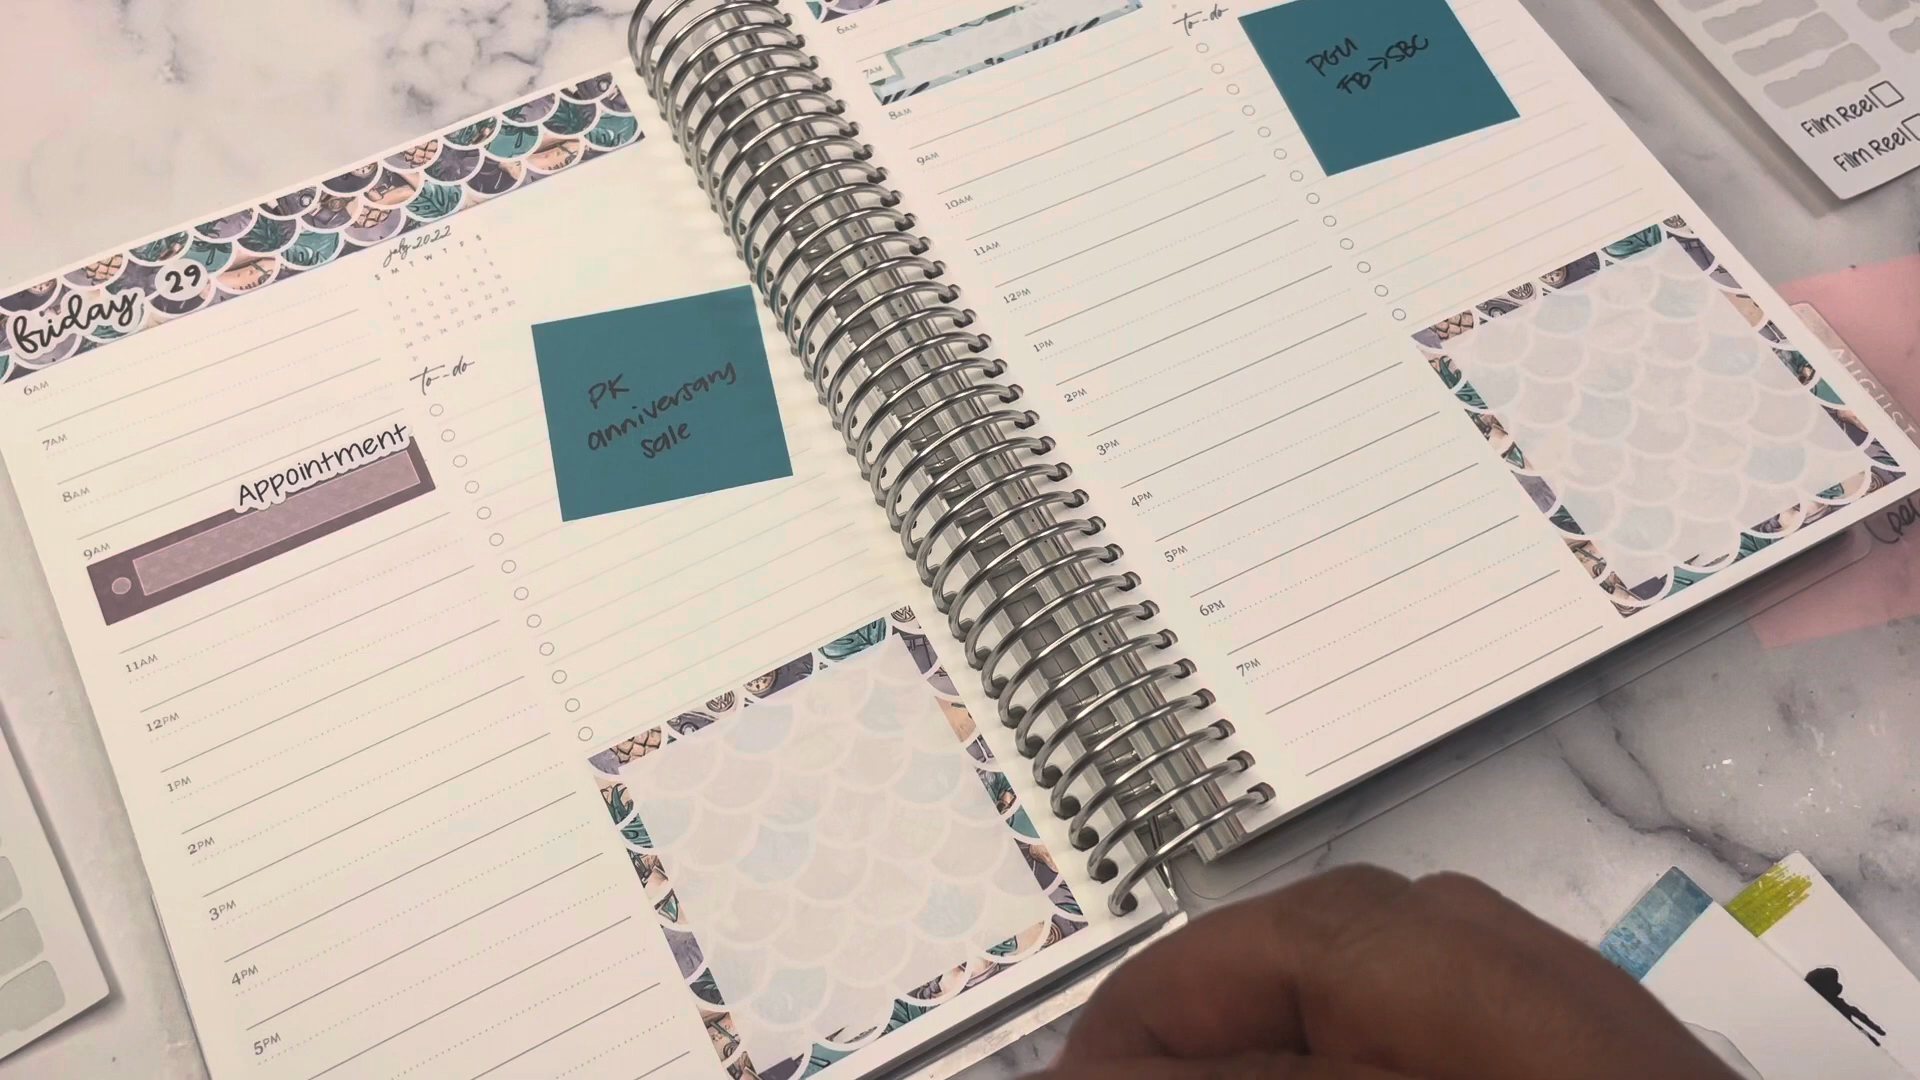 friday 29
july 2022
S M T W T F S
6AM
7AM
8AM
Appointment
9AM
11AM
12PM
1PM
2PM
3PM
4PM
5PM
to-do
PK
anniversary
sale
6AM
7AM
8AM
9AM
10AM
11AM
12PM
1PM
2PM
3PM
4PM
5PM
6PM
7PM
to-do
PGM
FB→SBC
Film Reel
Film Reel
AUGUST